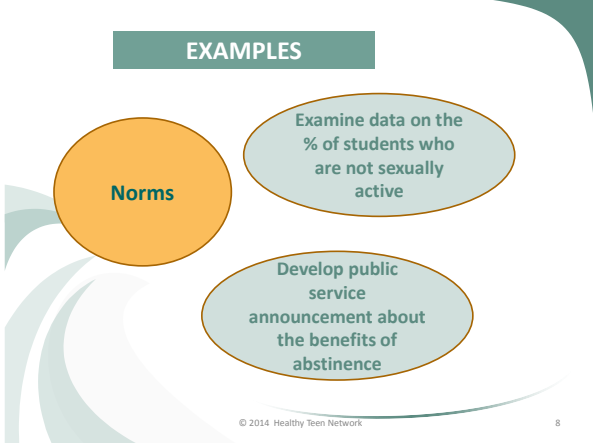 EXAMPLES
Norms
Examine data on the
% of students who
are not sexually
active
Develop public
service
announcement about
the benefits of
abstinence
© 2014 Healthy Teen Network
8